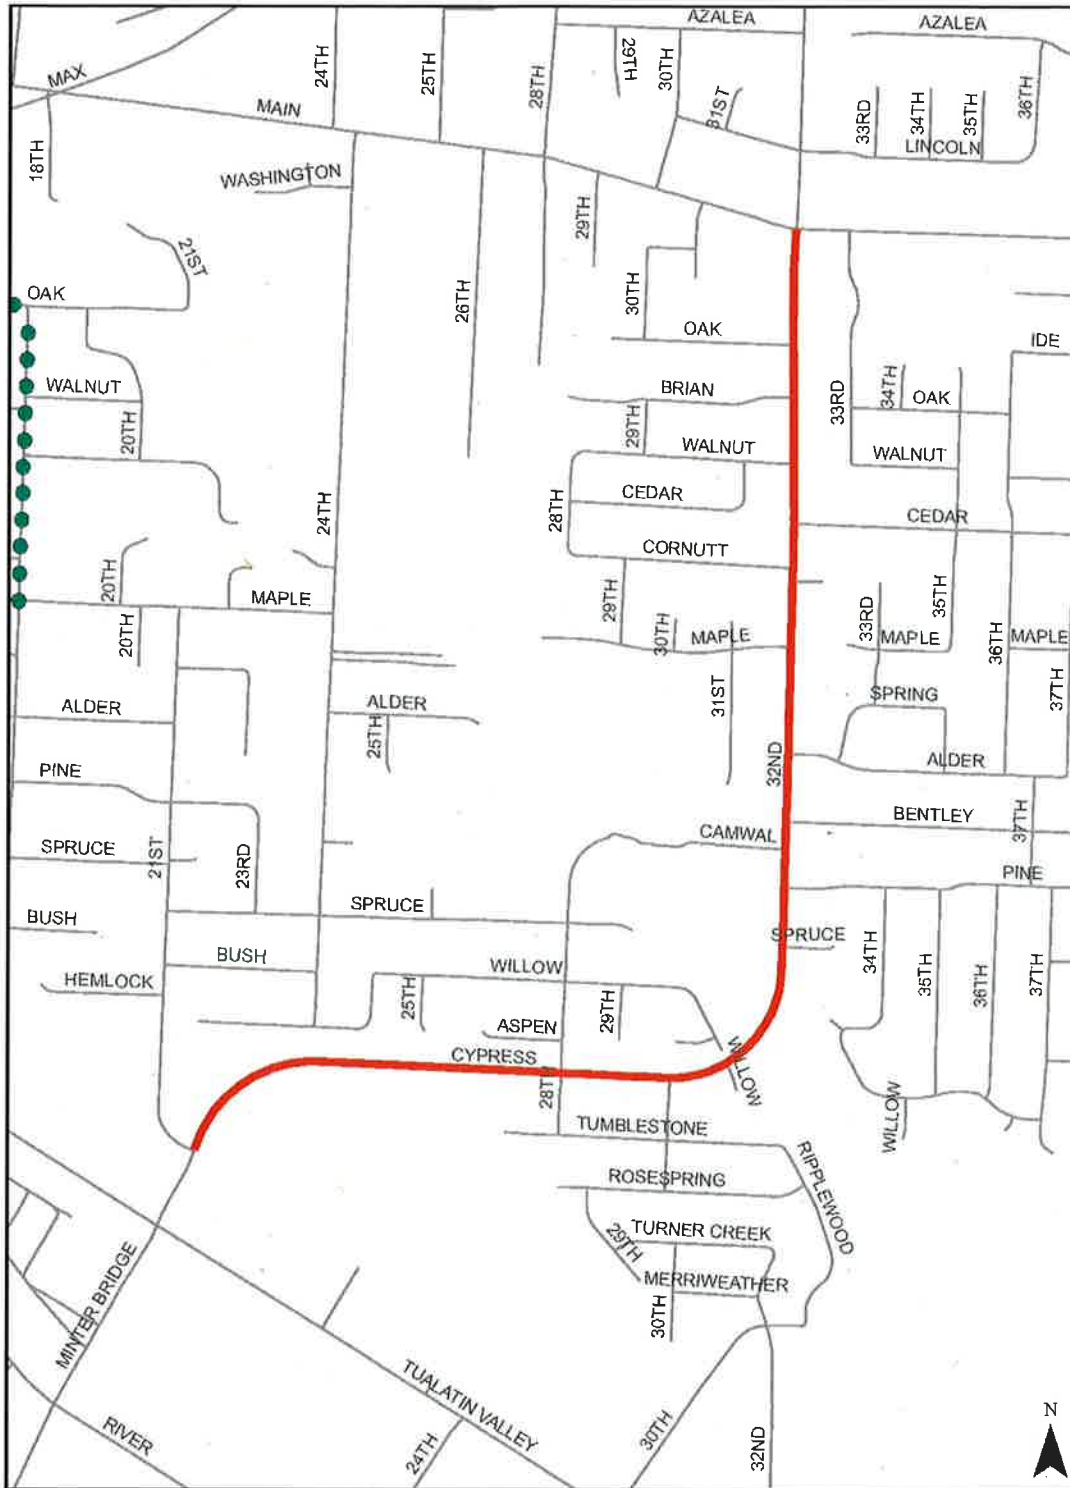 AZALEA
AZALEA
MAX
24TH
25TH
28TH
29TH
30TH
36TH
MAIN
31ST
33RD
34TH
35TH
LINCOLN
18TH
WASHINGTON
29TH
21ST
OAK
26TH
30TH
OAK
IDE
WALNUT
BRIAN
33RD
34TH
OAK
20TH
29TH
WALNUT
WALNUT
CEDAR
28TH
24TH
CEDAR
CORNUTT
20TH
MAPLE
29TH
35TH
20TH
30TH
MAPLE
33RD
MAPLE
36TH
MAPLE
ALDER
ALDER
31ST
SPRING
37TH
25TH
PINE
32ND
ALDER
SPRUCE
21ST
23RD
CAMWAL
BENTLEY
37TH
PINE
BUSH
SPRUCE
BUSH
SPRUCE
34TH
35TH
36TH
37TH
HEMLOCK
WILLOW
25TH
29TH
ASPEN
CYPRESS
WILLOW
28TH
WILLOW
TUMBLESTONE
ROSESPRING
RIPPLEWOOD
29TH
TURNER CREEK
MERRIWEATHER
30TH
MINTER BRIDGE
TUALATIN VALLEY
RIVER
24TH
30TH
32ND
N